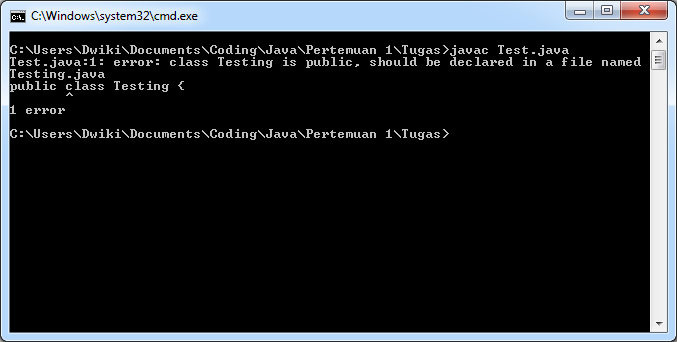 C:\Windows\system32\cmd.exe
C:\Users\Dwiki\Documents\Coding\Java\Pertemuan 1\Tugas>javac Test.java
Test.java:1: error: class Testing is public, should be declared in a file named
Testing.java
public class Testing {
^
1 error
C:\Users\Dwiki\Documents\Coding\Java\Pertemuan 1\Tugas>